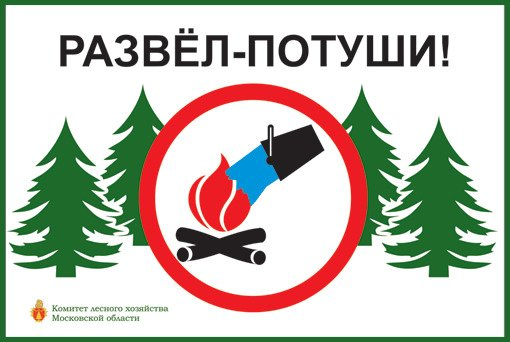 РАЗВЁЛ-ПОТУШИ!
Комитет лесного хозяйства
Московской области